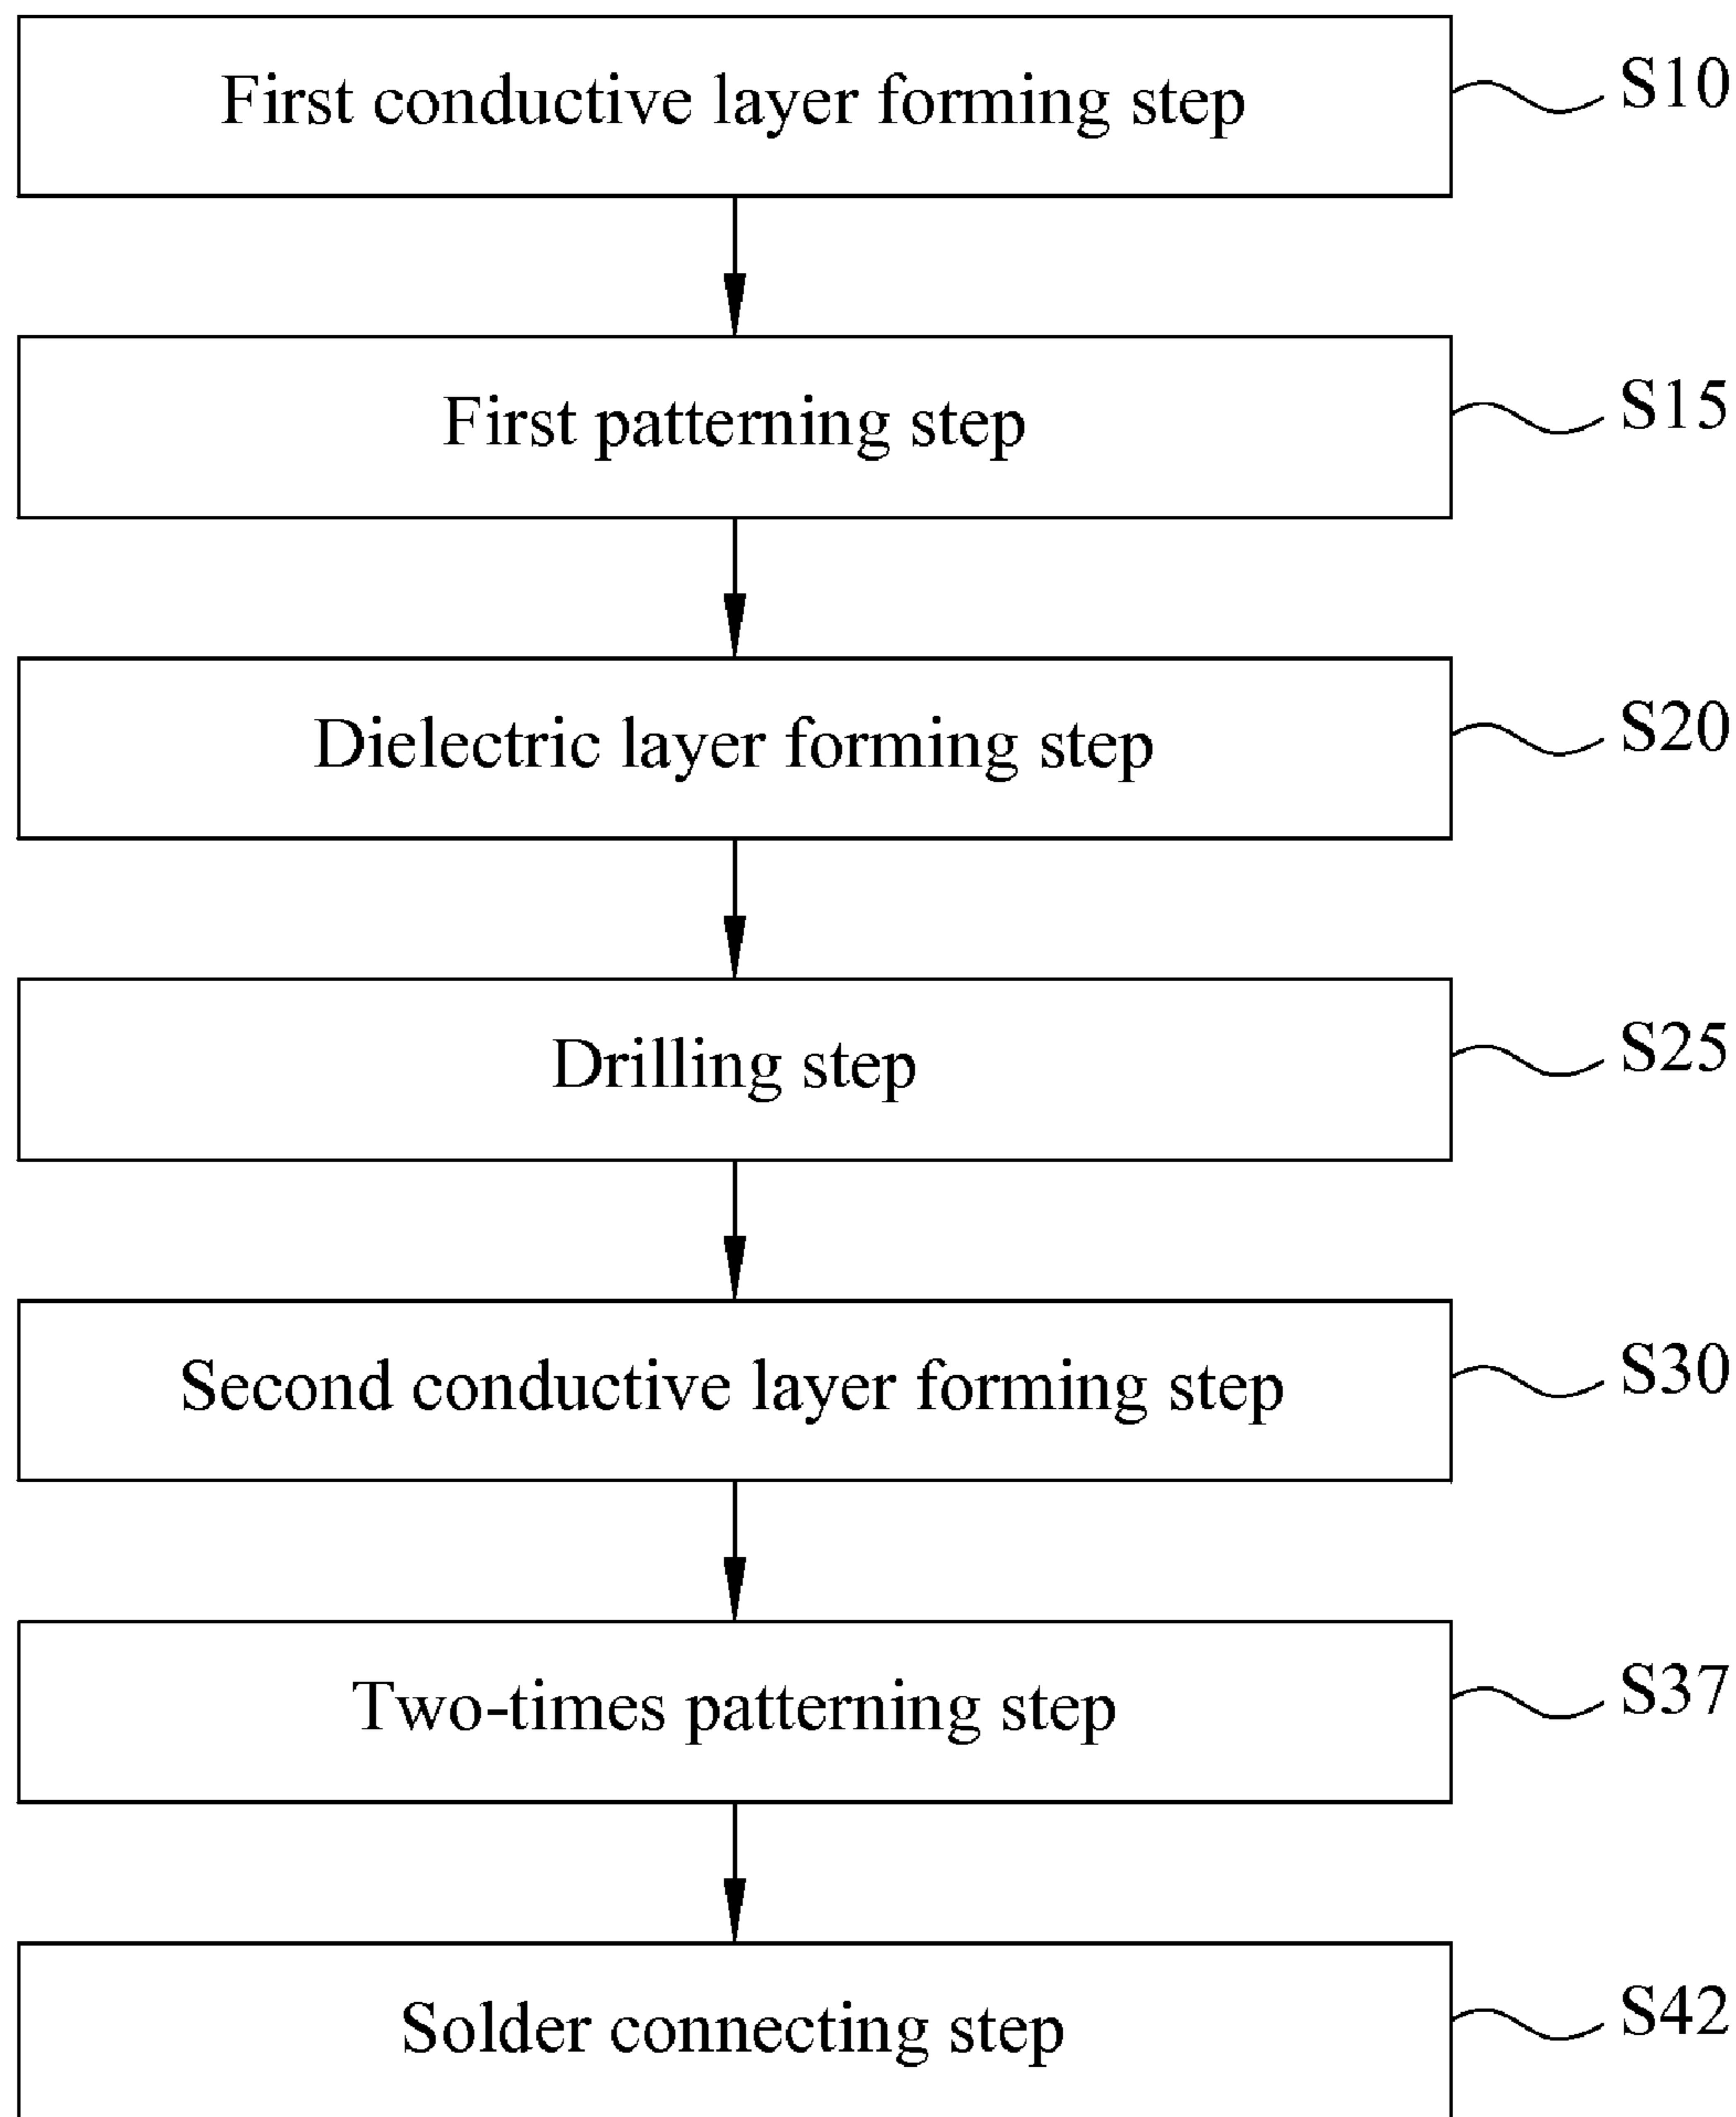 First conductive layer forming step S10
First patterning step S15
Dielectric layer forming step S20
Drilling step S25
Second conductive layer forming step S30
Two-times patterning step S37
Solder connecting step S42